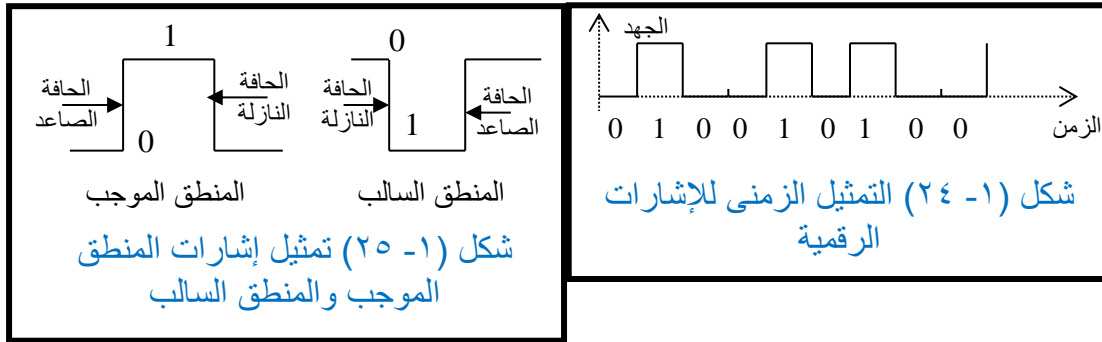 الجهد
0 1 0 0 1 0 1 0 0
الزمن
شكل (١- ٢٤) التمثيل الزمنى للإشارات
الرقمية
1
الحافة
الصاعد
الحافة
النازلة
0
المنطق الموجب
0
الحافة
النازلة
1
الحافة
الصاعد
المنطق السالب
شكل (١- ٢٥) تمثيل إشارات المنطق
الموجب والمنطق السالب